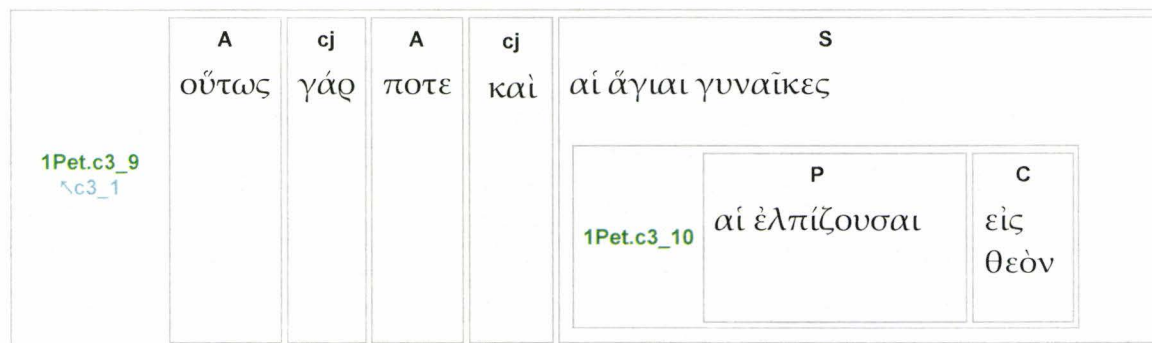 A cj A cj S
οὕτως γάρ ποτε καὶ αἱ ἅγιαι γυναῖκες
1Pet.c3_9
↖c3_1
P C
1Pet.c3_10 αἱ ἐλπίζουσαι εἰς
θεὸν